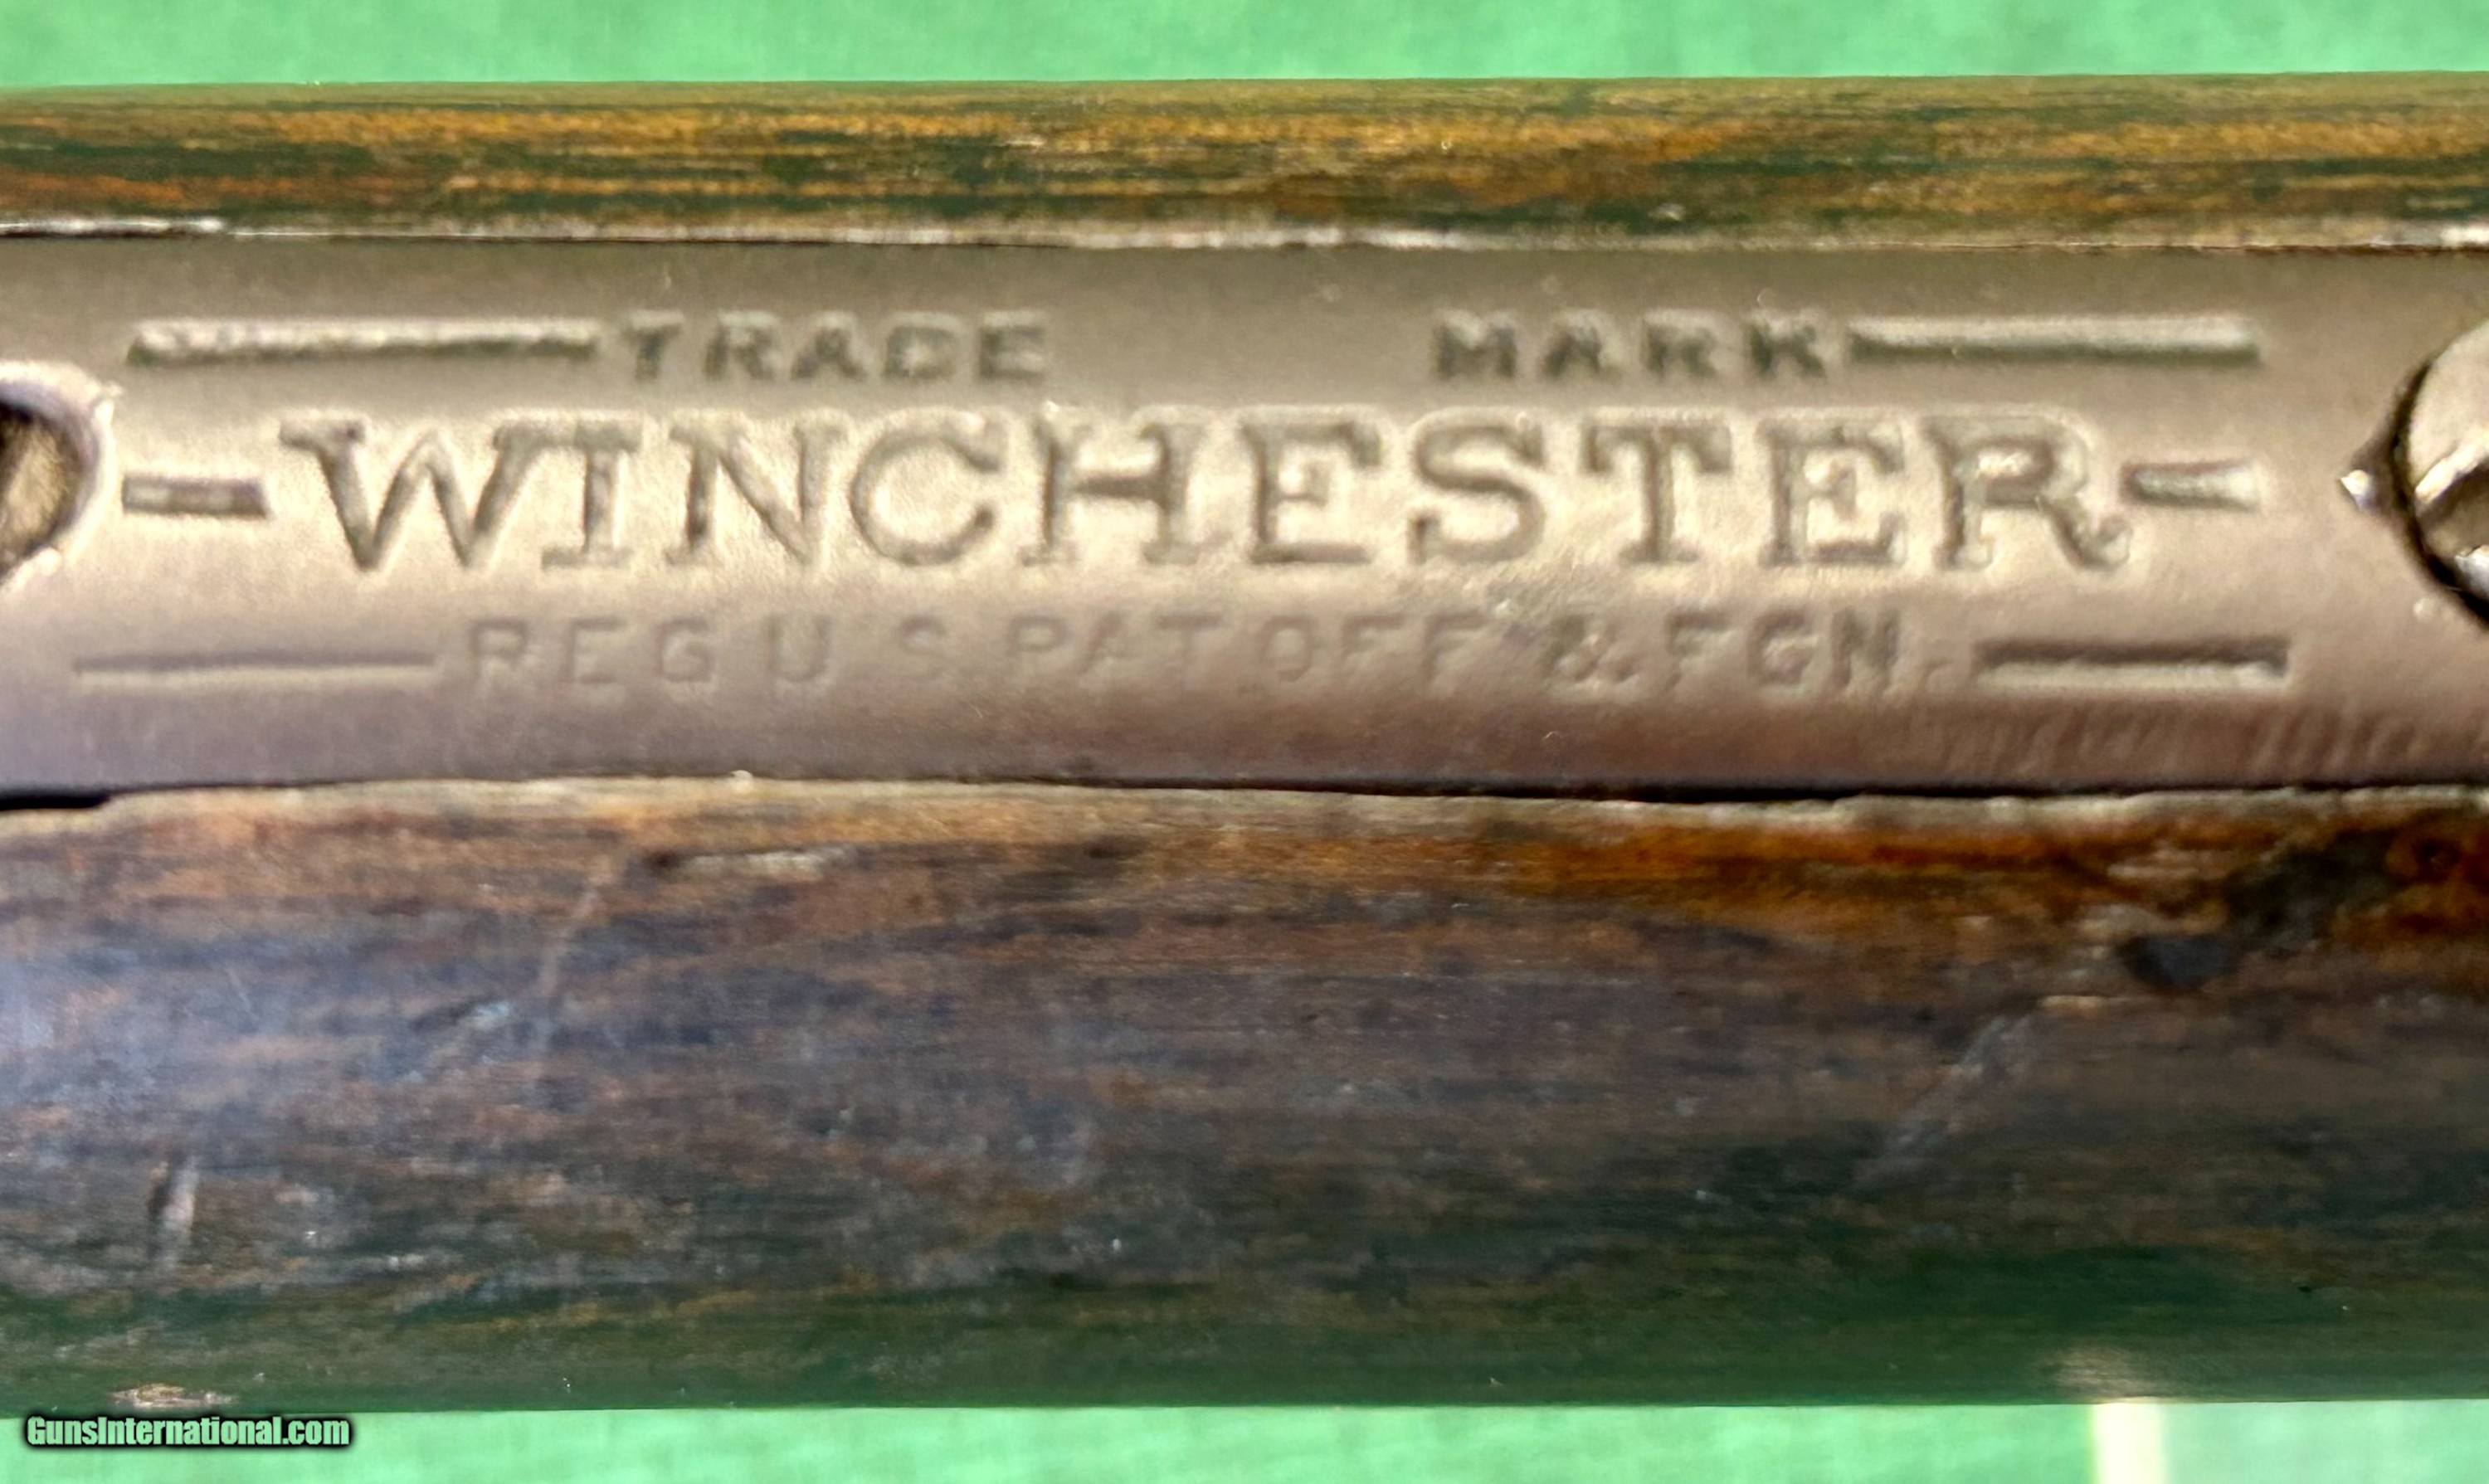 TRADE MARK
-WINCHESTER-
REG U.S. PAT. OFF & FGN.
GunsInternational.com